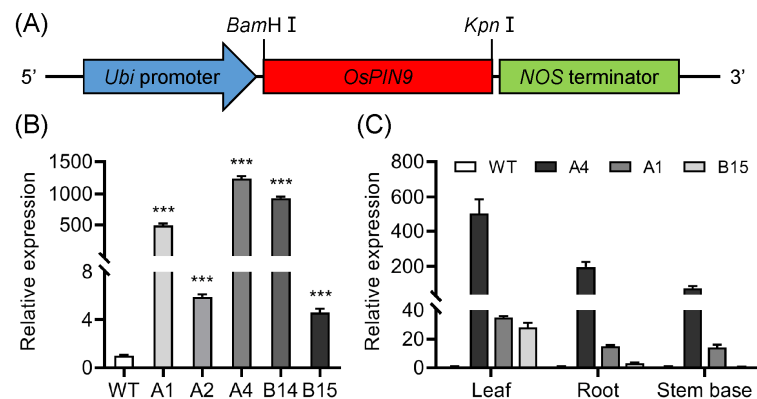 (A)
BamH I
Kpn I
5’
Ubi promoter
OsPIN9
NOS terminator
3’
(B)
Relative expression
1500
1000
500
8
4
0
***
***
***
***
***
WT A1 A2 A4 B14 B15
(C)
Relative expression
800
600
400
200
40
20
0
WT A4 A1 B15
Leaf Root Stem base